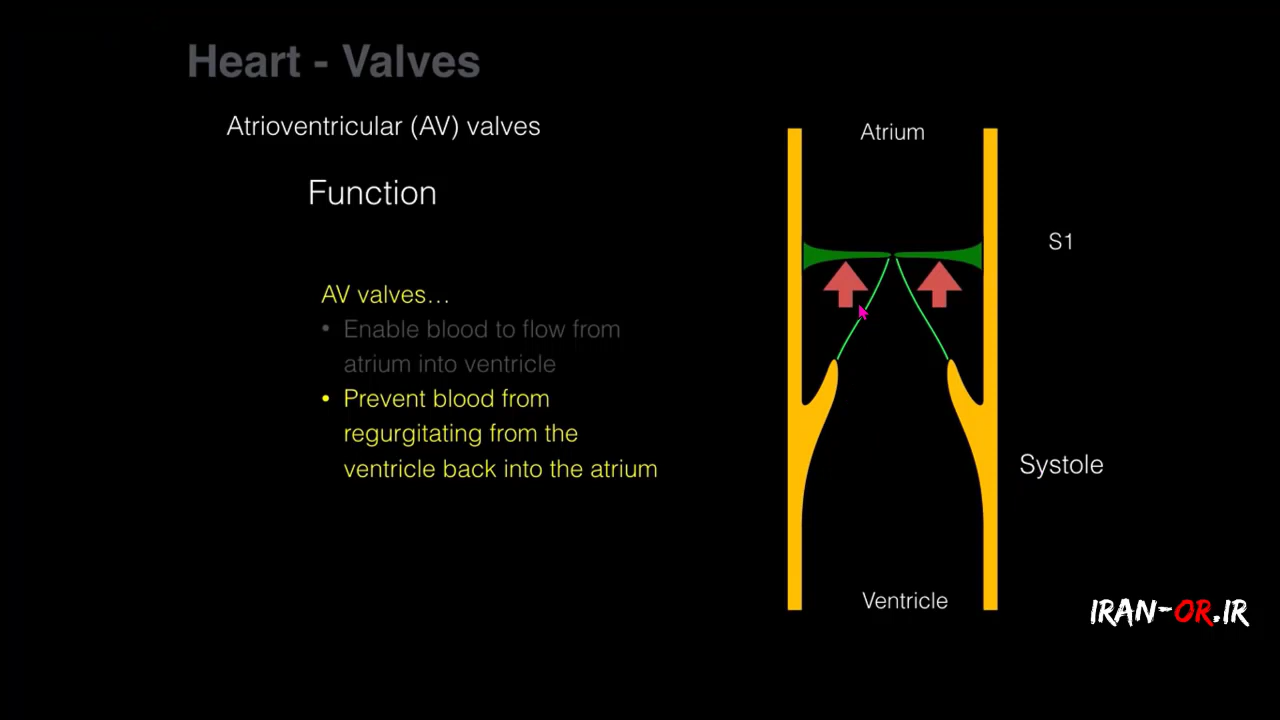 Heart - Valves
Atrioventricular (AV) valves
Function
AV valves…
• Enable blood to flow from
atrium into ventricle
• Prevent blood from
regurgitating from the
ventricle back into the atrium
Atrium
S1
Systole
Ventricle
IRAN-OR.IR